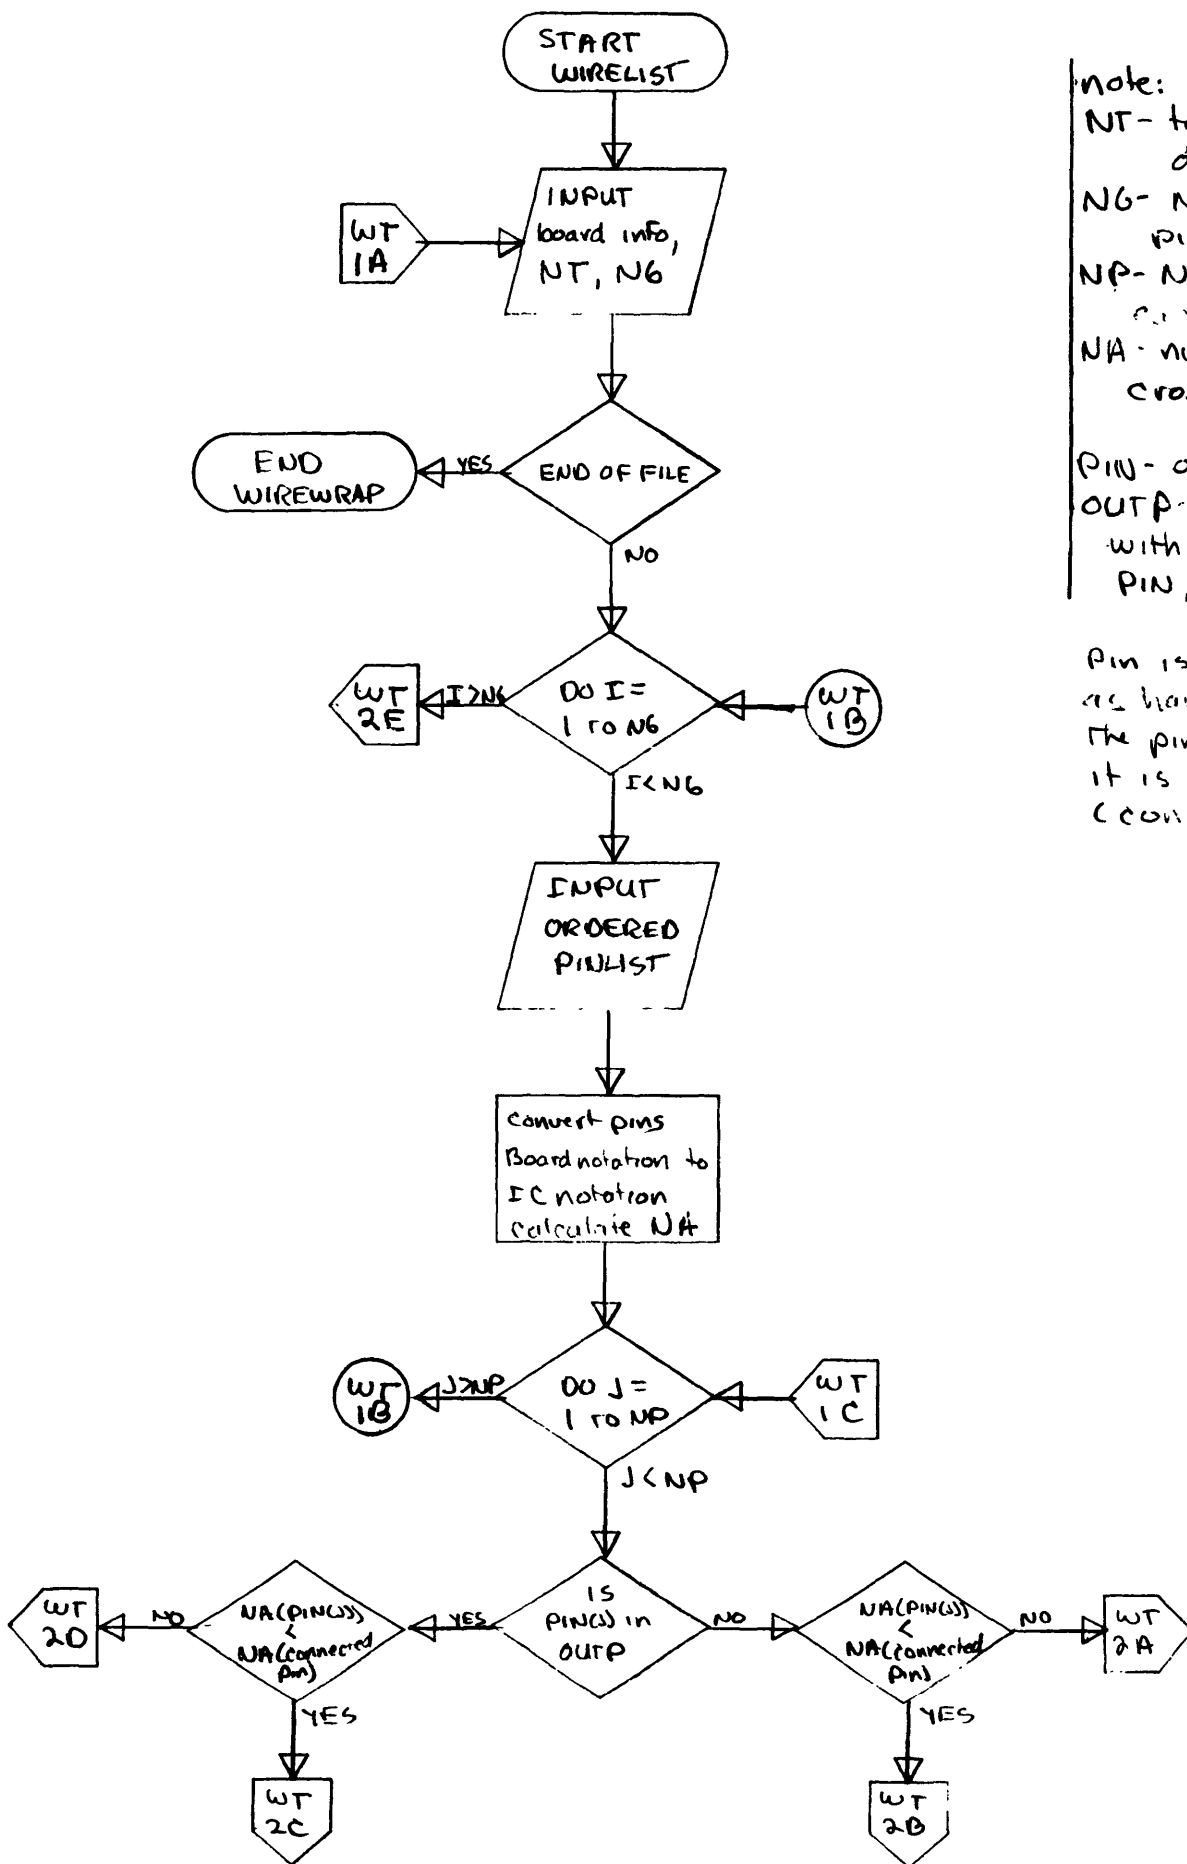 START
WIRELIST
note:
NT-
NG-
NP-
NA-
PIN-
OUTP-
with
PIN,
pin is
The pin
it is
WT
1A
INPUT
board info,
NT, NG
END
WIREWRAP
YES
END OF FILE
NO
WT
2E
I>NG
DO I=
1 TO NG
WT
1B
I<NG
INPUT
ORDERED
PINLIST
convert pins
Board notation to
IC notation
calculate NA
WT
1B
J>NP
DO J=
1 TO NP
WT
1C
J<NP
WT
2D
NO
NA(PIN(J))
<
NA(connected
pin)
YES
IS
PIN(J) in
OUTP
NO
NA(PIN(J))
<
NA(connected
pin)
NO
WT
2A
YES
YES
WT
2C
WT
2B